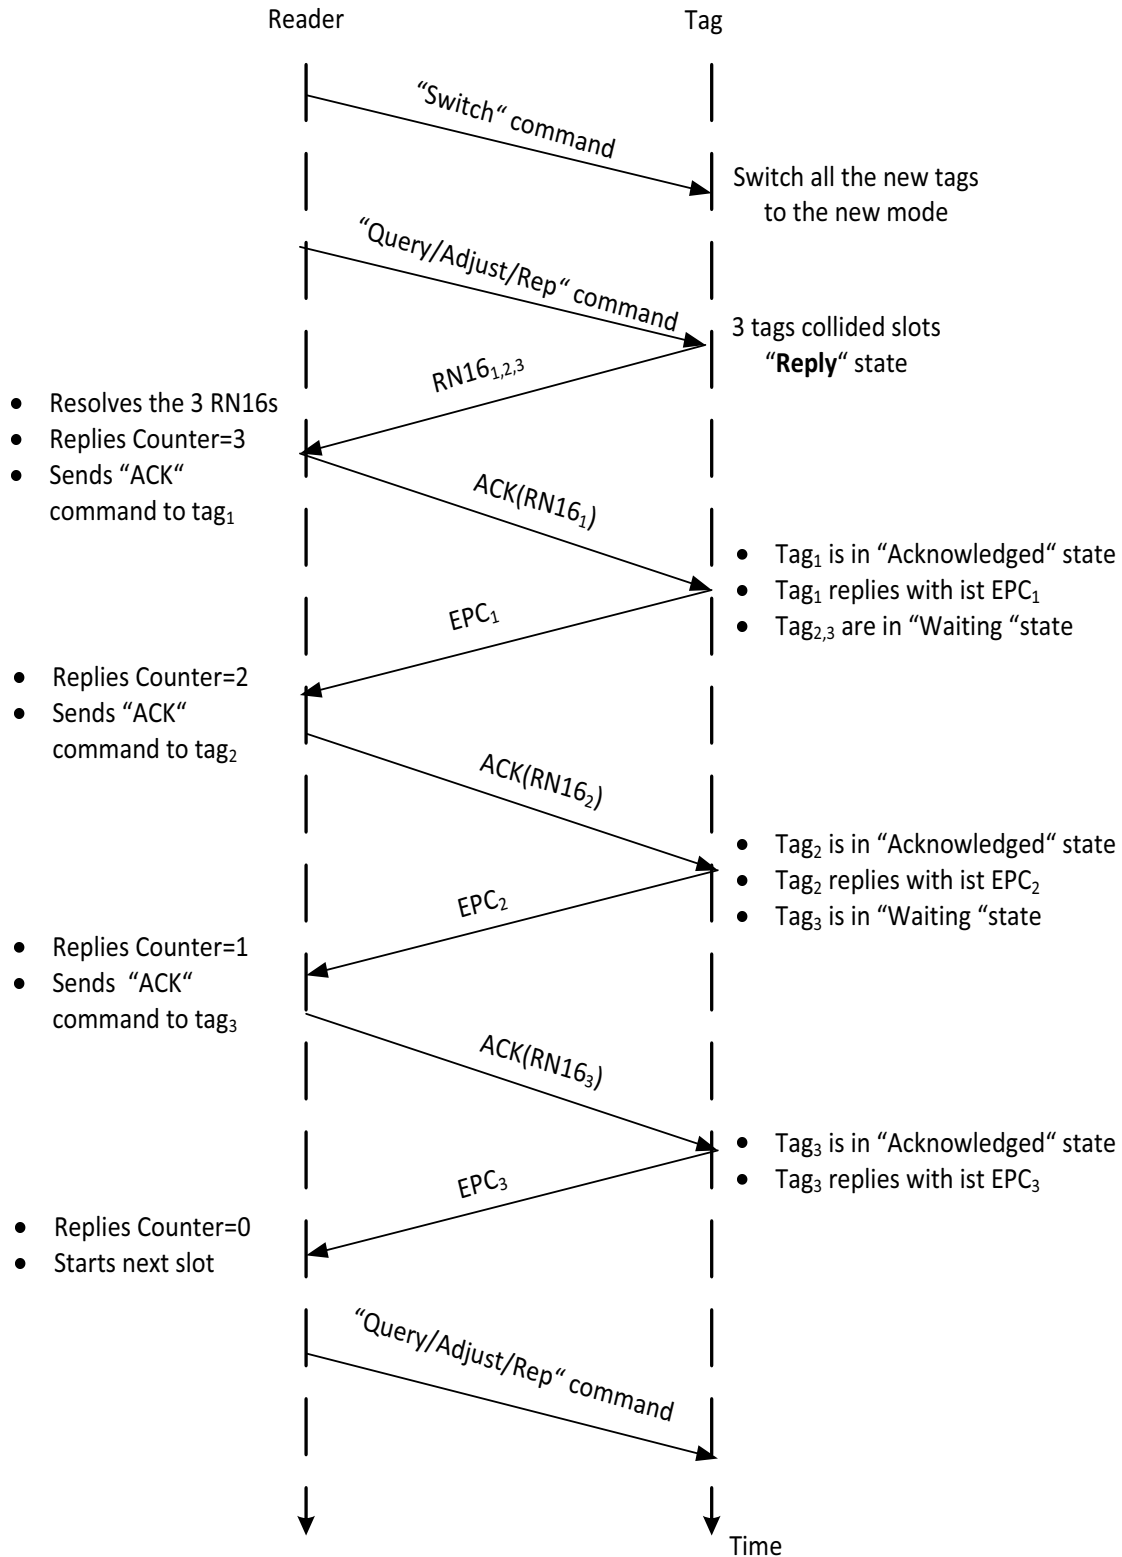 Reader
Tag
“Switch“ command
Switch all the new tags
to the new mode
“Query/Adjust/Rep“ command
3 tags collided slots
“Reply“ state
RN16₁,₂,₃
• Resolves the 3 RN16s
• Replies Counter=3
• Sends “ACK“
command to tag₁
ACK(RN16₁)
• Tag₁ is in “Acknowledged“ state
• Tag₁ replies with ist EPC₁
• Tag₂,₃ are in “Waiting “state
EPC₁
• Replies Counter=2
• Sends “ACK“
command to tag₂
ACK(RN16₂)
• Tag₂ is in “Acknowledged“ state
• Tag₂ replies with ist EPC₂
• Tag₃ is in “Waiting “state
EPC₂
• Replies Counter=1
• Sends “ACK“
command to tag₃
ACK(RN16₃)
• Tag₃ is in “Acknowledged“ state
• Tag₃ replies with ist EPC₃
EPC₃
• Replies Counter=0
• Starts next slot
“Query/Adjust/Rep“ command
Time